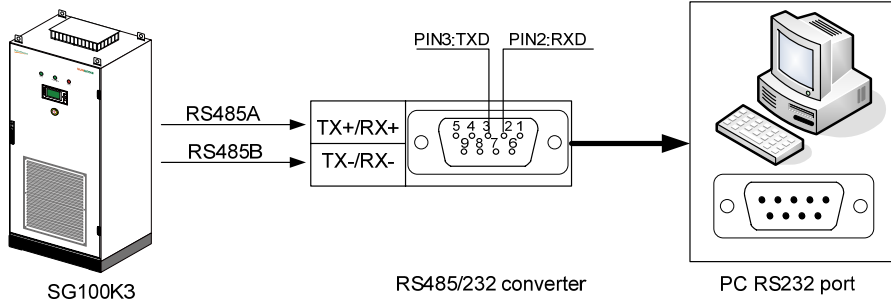 PIN3:TXD PIN2:RXD
RS485A
TX+/RX+
5 4 3 2 1
9 8 7 6
RS485B
TX-/RX-
SG100K3
RS485/232 converter
PC RS232 port